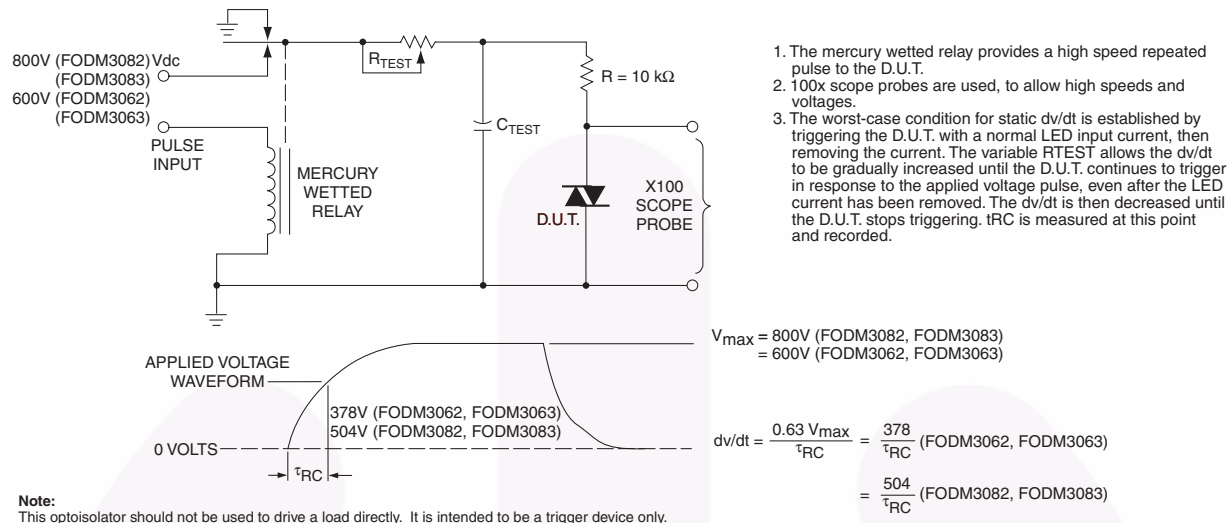 800V (FODM3082) Vdc
(FODM3083)
600V (FODM3062)
(FODM3063)
PULSE
INPUT
MERCURY
WETTED
RELAY
RTEST
CTEST
R = 10 kΩ
D.U.T.
X100
SCOPE
PROBE
1. The mercury wetted relay provides a high speed repeated
pulse to the D.U.T.
2. 100x scope probes are used, to allow high speeds and
voltages.
3. The worst-case condition for static dv/dt is established by
triggering the D.U.T. with a normal LED input current, then
removing the current. The variable RTEST allows the dv/dt
to be gradually increased until the D.U.T. continues to trigger
in response to the applied voltage pulse, even after the LED
current has been removed. The dv/dt is then decreased until
the D.U.T. stops triggering. tRC is measured at this point
and recorded.
APPLIED VOLTAGE
WAVEFORM
378V (FODM3062, FODM3063)
504V (FODM3082, FODM3083)
0 VOLTS
τRC
Vmax = 800V (FODM3082, FODM3083)
= 600V (FODM3062, FODM3063)
dv/dt = 0.63 Vmax / τRC = 378 / τRC (FODM3062, FODM3063)
= 504 / τRC (FODM3082, FODM3083)
Note:
This optoisolator should not be used to drive a load directly. It is intended to be a trigger device only.